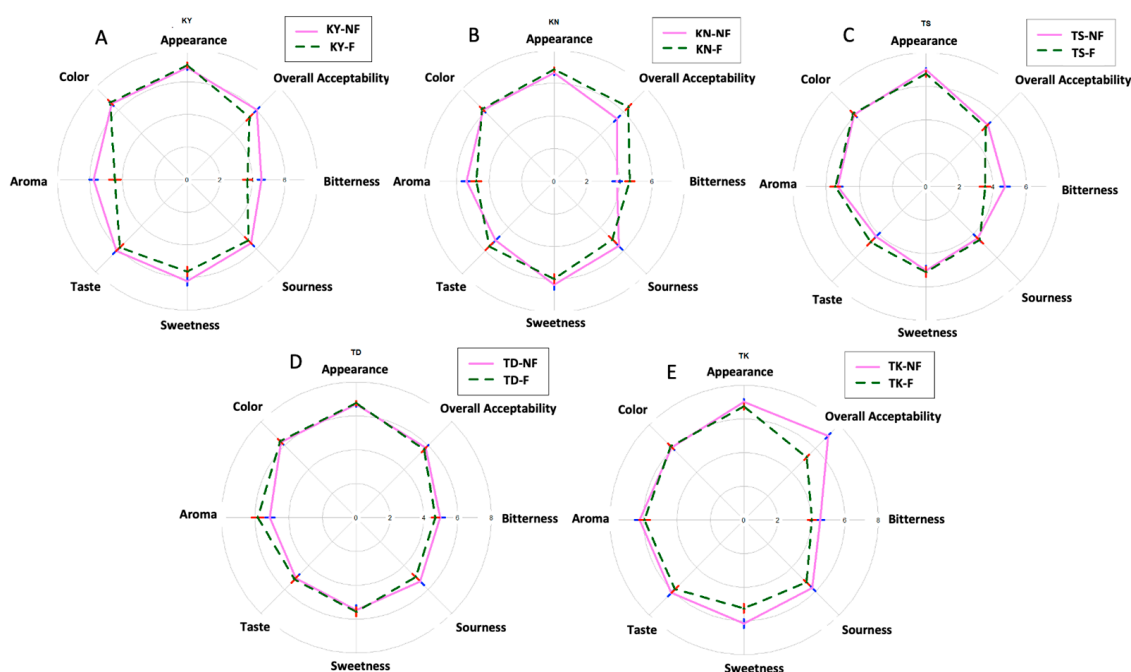 A
KY
KY-NF
KY-F
Appearance
Color
Overall Acceptability
Aroma
0
2
4
6
Bitterness
Taste
Sourness
Sweetness
B
KN
KN-NF
KN-F
Appearance
Color
Overall Acceptability
Aroma
0
2
6
Bitterness
Taste
Sourness
Sweetness
C
TS
TS-NF
TS-F
Appearance
Color
Overall Acceptability
Aroma
0
2
4
6
Bitterness
Taste
Sourness
Sweetness
D
TD
TD-NF
TD-F
Appearance
Color
Overall Acceptability
Aroma
0
2
4
6
8
Bitterness
Taste
Sourness
Sweetness
E
TK
TK-NF
TK-F
Appearance
Overall Acceptability
Color
Aroma
0
2
4
6
8
Bitterness
Taste
Sourness
Sweetness